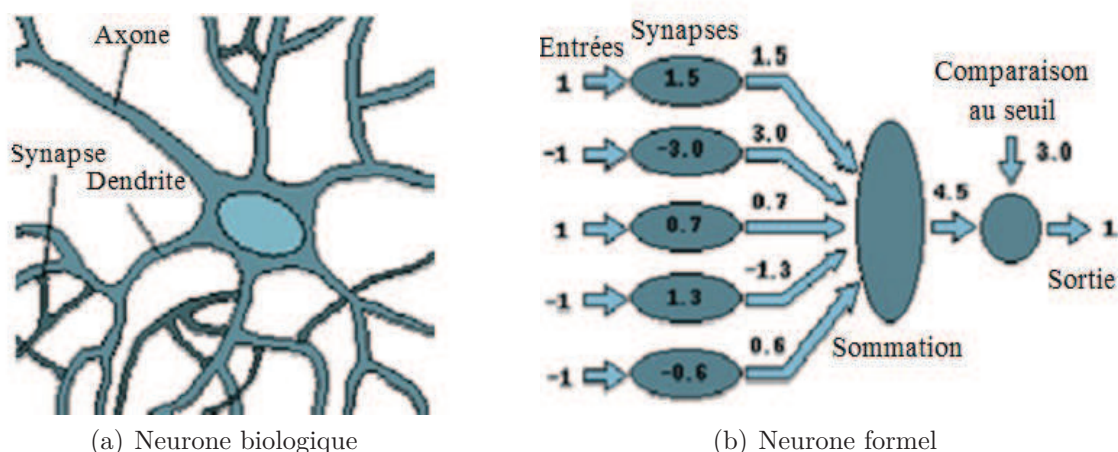 Axone
Synapse
Dendrite
(a) Neurone biologique
Entrées
Synapses
1
1.5
1.5
-1
-3.0
3.0
1
0.7
0.7
-1
1.3
-1.3
-1
-0.6
0.6
Sommation
4.5
Comparaison
au seuil
3.0
1.
Sortie
(b) Neurone formel